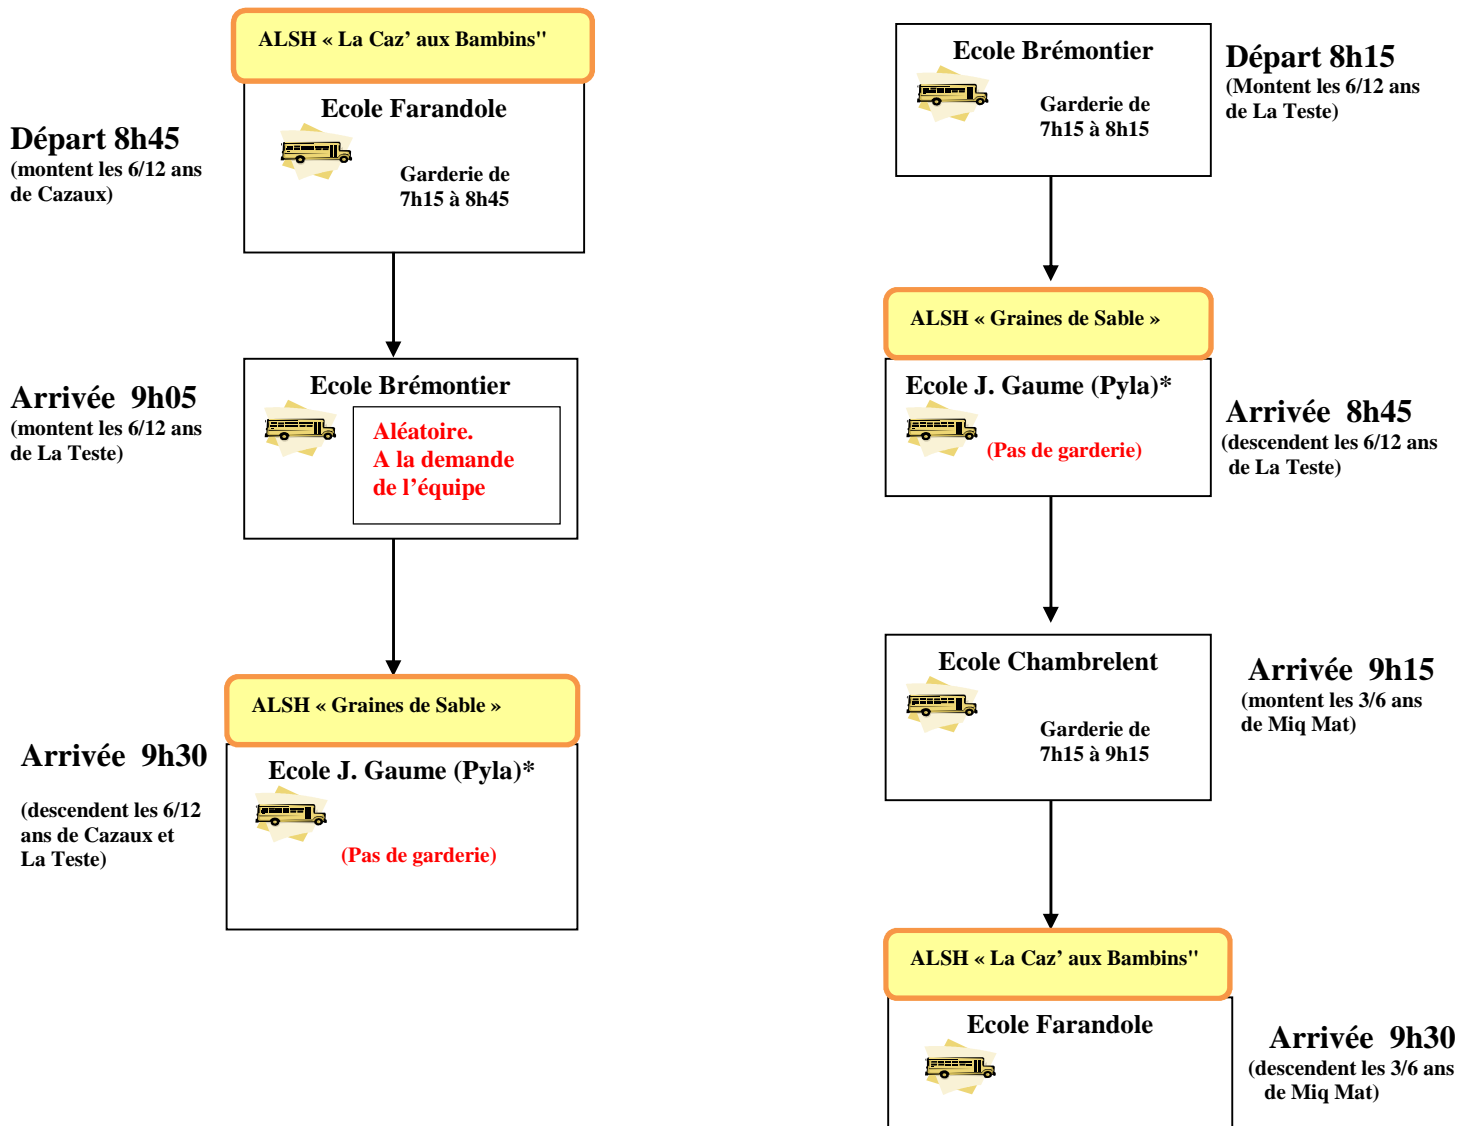 ALSH « La Caz’ aux Bambins"
Ecole Farandole
Départ 8h45
(montent les 6/12 ans
de Cazaux)
Garderie de
7h15 à 8h45
Ecole Brémontier
Arrivée 9h05
(montent les 6/12 ans
de La Teste)
Aléatoire.
A la demande
de l’équipe
ALSH « Graines de Sable »
Arrivée 9h30
(descendent les 6/12
ans de Cazaux et
La Teste)
Ecole J. Gaume (Pyla)*
(Pas de garderie)
Ecole Brémontier
Garderie de
7h15 à 8h15
Départ 8h15
(Montent les 6/12 ans
de La Teste)
ALSH « Graines de Sable »
Ecole J. Gaume (Pyla)*
(Pas de garderie)
Arrivée 8h45
(descendent les 6/12 ans
de La Teste)
Ecole Chambrelent
Garderie de
7h15 à 9h15
Arrivée 9h15
(montent les 3/6 ans
de Miq Mat)
ALSH « La Caz’ aux Bambins"
Ecole Farandole
Arrivée 9h30
(descendent les 3/6 ans
de Miq Mat)